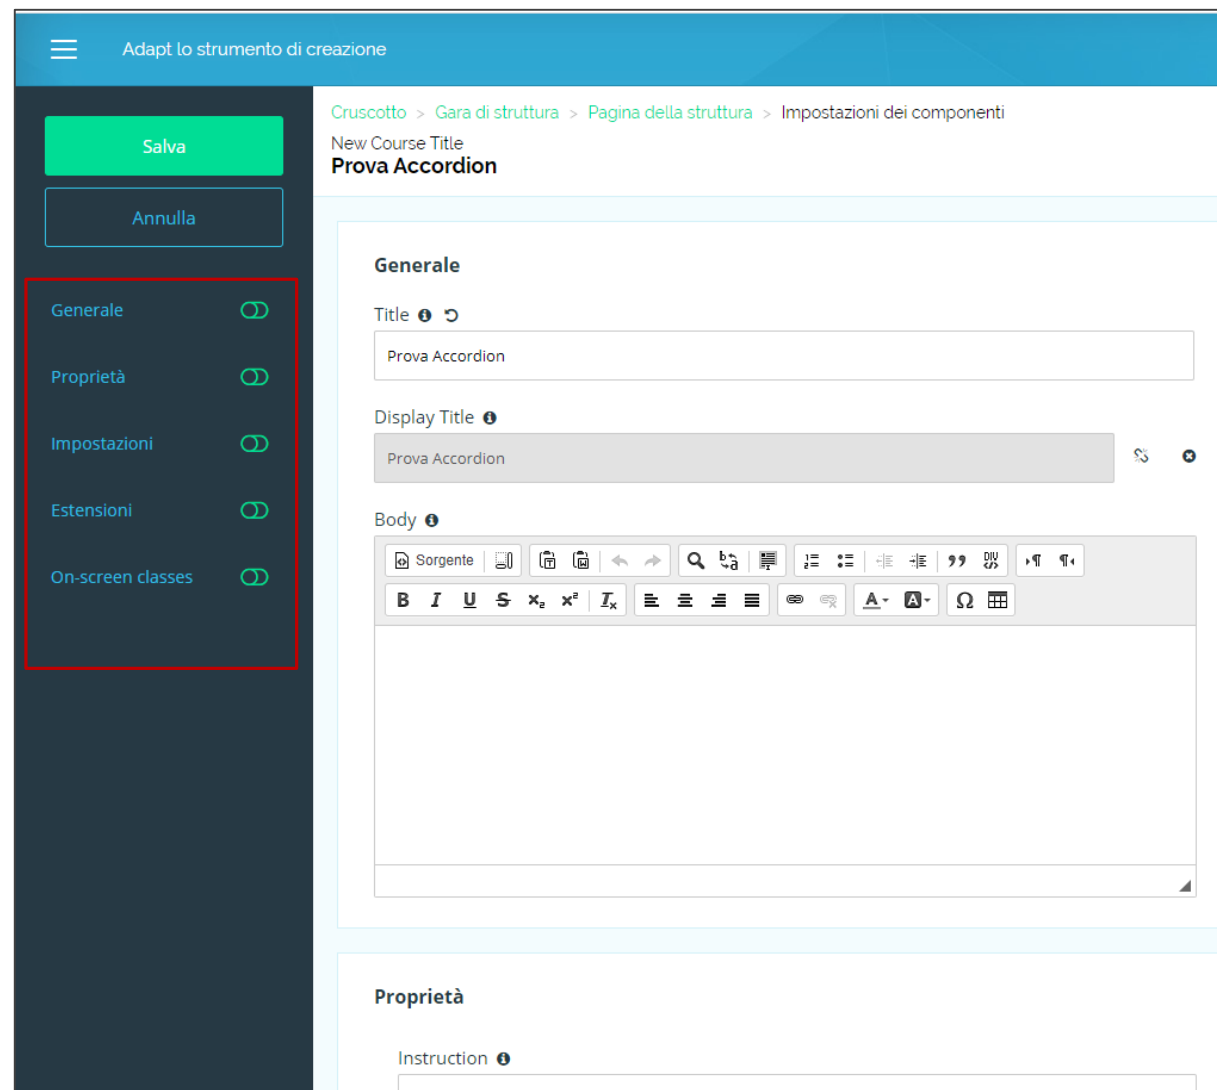 Adapt lo strumento di creazione
Salva
Annulla
Generale
Proprietà
Impostazioni
Estensioni
On-screen classes
Cruscotto > Gara di struttura > Pagina della struttura > Impostazioni dei componenti
New Course Title
Prova Accordion
Generale
Title
Prova Accordion
Display Title
Prova Accordion
Body
Sorgente
Proprietà
Instruction